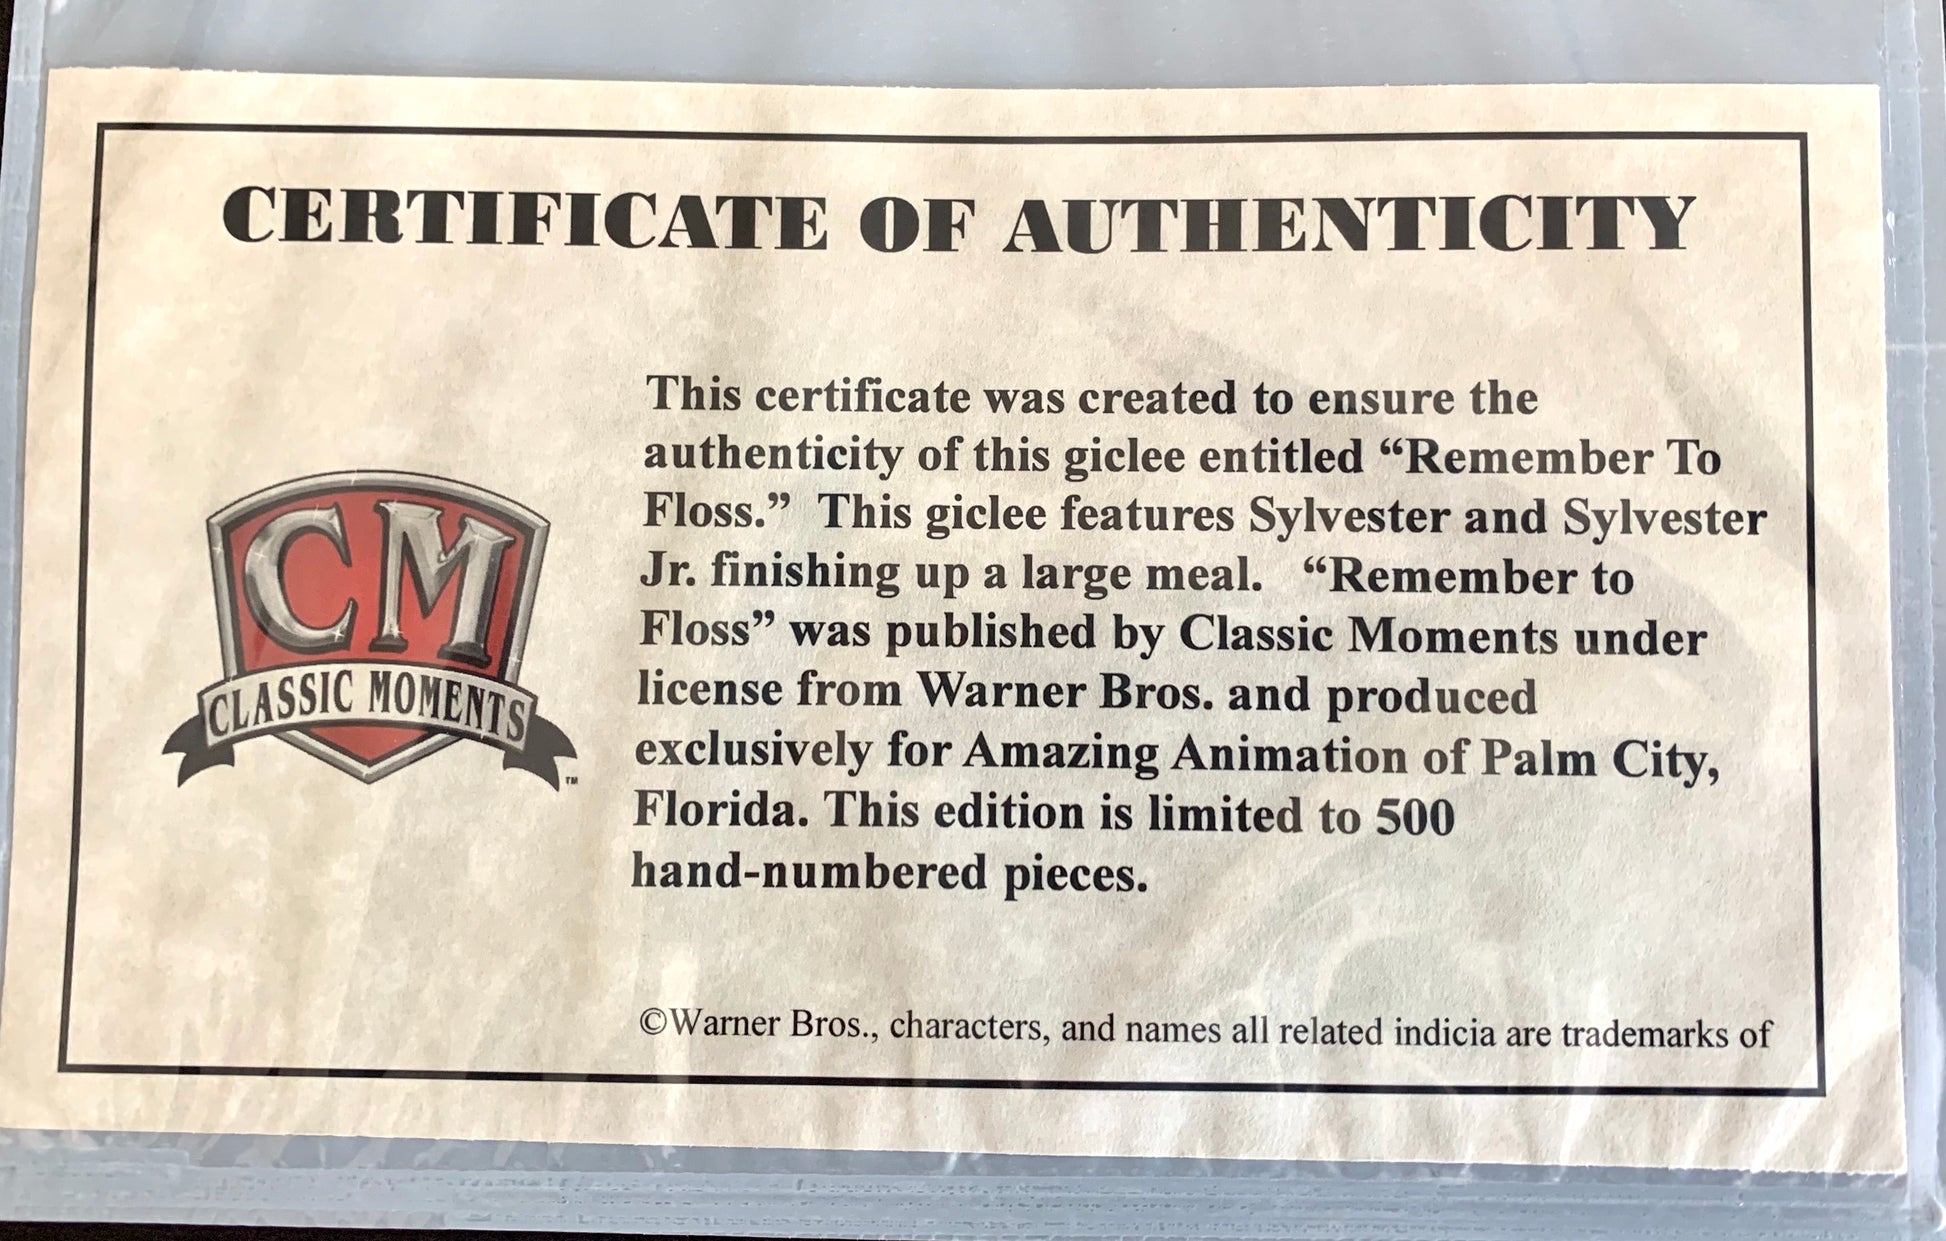 CERTIFICATE OF AUTHENTICITY
This certificate was created to ensure the
authenticity of this giclee entitled “Remember To
Floss.”  This giclee features Sylvester and Sylvester
Jr. finishing up a large meal.   “Remember to
Floss” was published by Classic Moments under
license from Warner Bros. and produced
exclusively for Amazing Animation of Palm City,
Florida. This edition is limited to 500
hand-numbered pieces.
CM
CLASSIC MOMENTS
™
©Warner Bros., characters, and names all related indicia are trademarks of